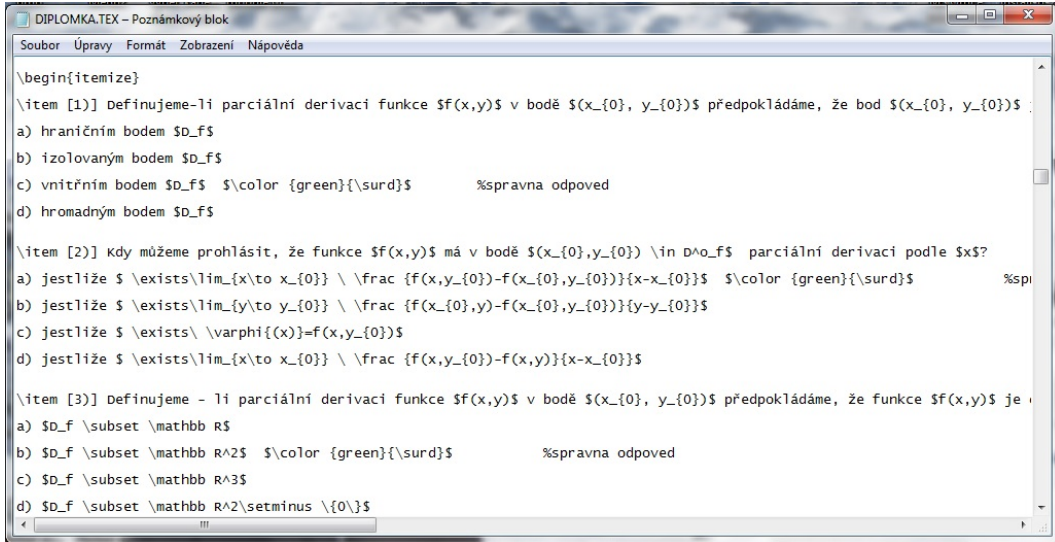 DIPLOMKA.TEX – Poznámkový blok
Soubor Úpravy Formát Zobrazení Nápověda
\begin{itemize}
\item [1)] Definujeme-li parciální derivaci funkce $f(x,y)$ v bodě $(x_{0}, y_{0})$ předpokládáme, že bod $(x_{0}, y_{0})$
a) hraničním bodem $D_f$
b) izolovaným bodem $D_f$
c) vnitřním bodem $D_f$ $\color {green}{\surd}$ %spravna odpoved
d) hromadným bodem $D_f$
\item [2)] Kdy můžeme prohlásit, že funkce $f(x,y)$ má v bodě $(x_{0},y_{0}) \in D^o_f$ parciální derivaci podle $x$?
a) jestliže $ \exists\lim_{x\to x_{0}} \ \frac {f(x,y_{0})-f(x_{0},y_{0})}{x-x_{0}}$ $\color {green}{\surd}$
b) jestliže $ \exists\lim_{y\to y_{0}} \ \frac {f(x_{0},y)-f(x_{0},y_{0})}{y-y_{0}}$
c) jestliže $ \exists\ \varphi{(x)}=f(x,y_{0})$
d) jestliže $ \exists\lim_{x\to x_{0}} \ \frac {f(x,y_{0})-f(x,y)}{x-x_{0}}$
\item [3)] Definujeme - li parciální derivaci funkce $f(x,y)$ v bodě $(x_{0}, y_{0})$ předpokládáme, že funkce $f(x,y)$ je
a) $D_f \subset \mathbb R$
b) $D_f \subset \mathbb R^2$ $\color {green}{\surd}$ %spravna odpoved
c) $D_f \subset \mathbb R^3$
d) $D_f \subset \mathbb R^2\setminus \{0\}$